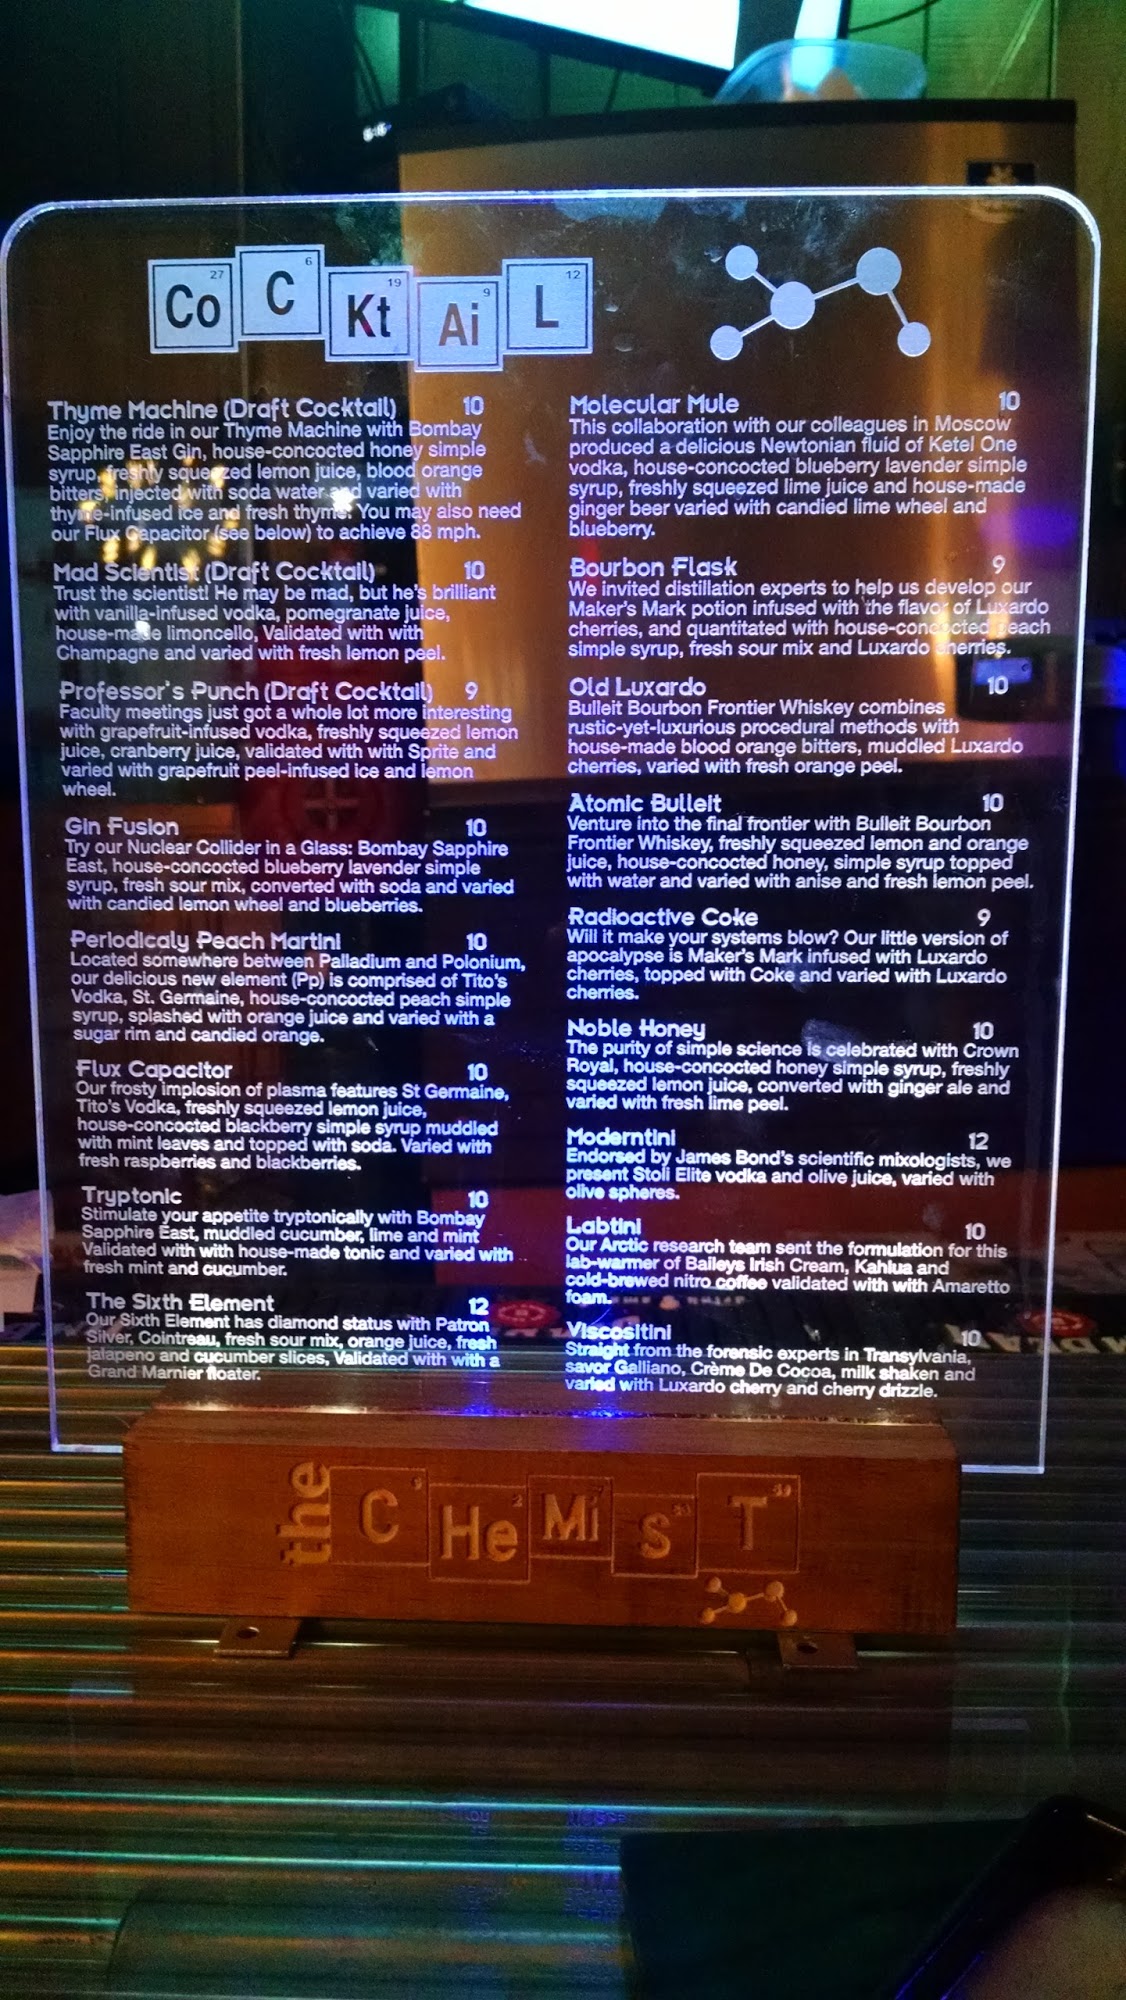 27 6 19 9 12
Co C Kt Ai L
Thyme Machine (Draft Cocktail) 10
Enjoy the ride in our Thyme Machine with Bombay
Sapphire East Gin, house-concocted honey simple
syrup, freshly squeezed lemon juice, blood orange
bitters, injected with soda water and varied with
thyme-infused ice and fresh thyme. You may also need
our Flux Capacitor (see below) to achieve 88 mph.
Mad Scientist (Draft Cocktail) 10
Trust the scientist! He may be mad, but he's brilliant
with vanilla-infused vodka, pomegranate juice,
house-made limoncello, Validated with with
Champagne and varied with fresh lemon peel.
Professor's Punch (Draft Cocktail) 9
Faculty meetings just got a whole lot more interesting
with grapefruit-infused vodka, freshly squeezed lemon
juice, cranberry juice, validated with with Sprite and
varied with grapefruit peel-infused ice and lemon
wheel.
Gin Fusion 10
Try our Nuclear Collider in a Glass: Bombay Sapphire
East, house-concocted blueberry lavender simple
syrup, fresh sour mix, converted with soda and varied
with candied lemon wheel and blueberries.
Periodicaly Peach Martini 10
Located somewhere between Palladium and Polonium,
our delicious new element (Pp) is comprised of Tito's
Vodka, St. Germaine, house-concocted peach simple
syrup, splashed with orange juice and varied with a
sugar rim and candied orange.
Flux Capacitor 10
Our frosty implosion of plasma features St Germaine,
Tito's Vodka, freshly squeezed lemon juice,
house-concocted blackberry simple syrup muddled
with mint leaves and topped with soda. Varied with
fresh raspberries and blackberries.
Tryptonic 10
Stimulate your appetite tryptonically with Bombay
Sapphire East, muddled cucumber, lime and mint
Validated with with house-made tonic and varied with
fresh mint and cucumber.
The Sixth Element 12
Our Sixth Element has diamond status with Patron
Silver, Cointreau, fresh sour mix, orange juice, fresh
jalapeno and cucumber slices, Validated with with a
Grand Marnier floater.
Molecular Mule 10
This collaboration with our colleagues in Moscow
produced a delicious Newtonian fluid of Ketel One
vodka, house-concocted blueberry lavender simple
syrup, freshly squeezed lime juice and house-made
ginger beer varied with candied lime wheel and
blueberry.
Bourbon Flask 9
We invited distillation experts to help us develop our
Maker's Mark potion infused with the flavor of Luxardo
cherries, and quantitated with house-concocted peach
simple syrup, fresh sour mix and Luxardo cherries.
Old Luxardo 10
Bulleit Bourbon Frontier Whiskey combines
rustic-yet-luxurious procedural methods with
house-made blood orange bitters, muddled Luxardo
cherries, varied with fresh orange peel.
Atomic Bulleit 10
Venture into the final frontier with Bulleit Bourbon
Frontier Whiskey, freshly squeezed lemon and orange
juice, house-concocted honey, simple syrup topped
with water and varied with anise and fresh lemon peel.
Radioactive Coke 9
Will it make your systems blow? Our little version of
apocalypse is Maker's Mark infused with Luxardo
cherries, topped with Coke and varied with Luxardo
cherries.
Noble Honey 10
The purity of simple science is celebrated with Crown
Royal, house-concocted honey simple syrup, freshly
squeezed lemon juice, converted with ginger ale and
varied with fresh lime peel.
Moderntini 12
Endorsed by James Bond's scientific mixologists, we
present Stoli Elite vodka and olive juice, varied with
olive spheres.
Labtini 10
Our Arctic research team sent the formulation for this
lab-warmer of Baileys Irish Cream, Kahlua and
cold-brewed nitro coffee validated with with Amaretto
foam.
Viscositini 10
Straight from the forensic experts in Transylvania,
savor Galliano, Crème De Cocoa, milk shaken and
varied with Luxardo cherry and cherry drizzle.
the C He Mi S T